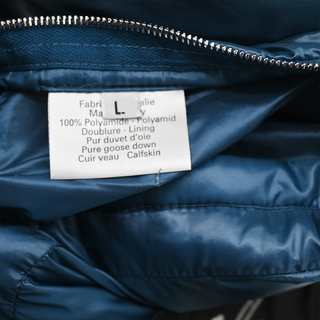 L.
Fabri alie
Ma y
100% Polyamide - Polyamid
Doublure - Lining
Pur duvet d'oie
Pure goose down
Cuir veau Calfskin